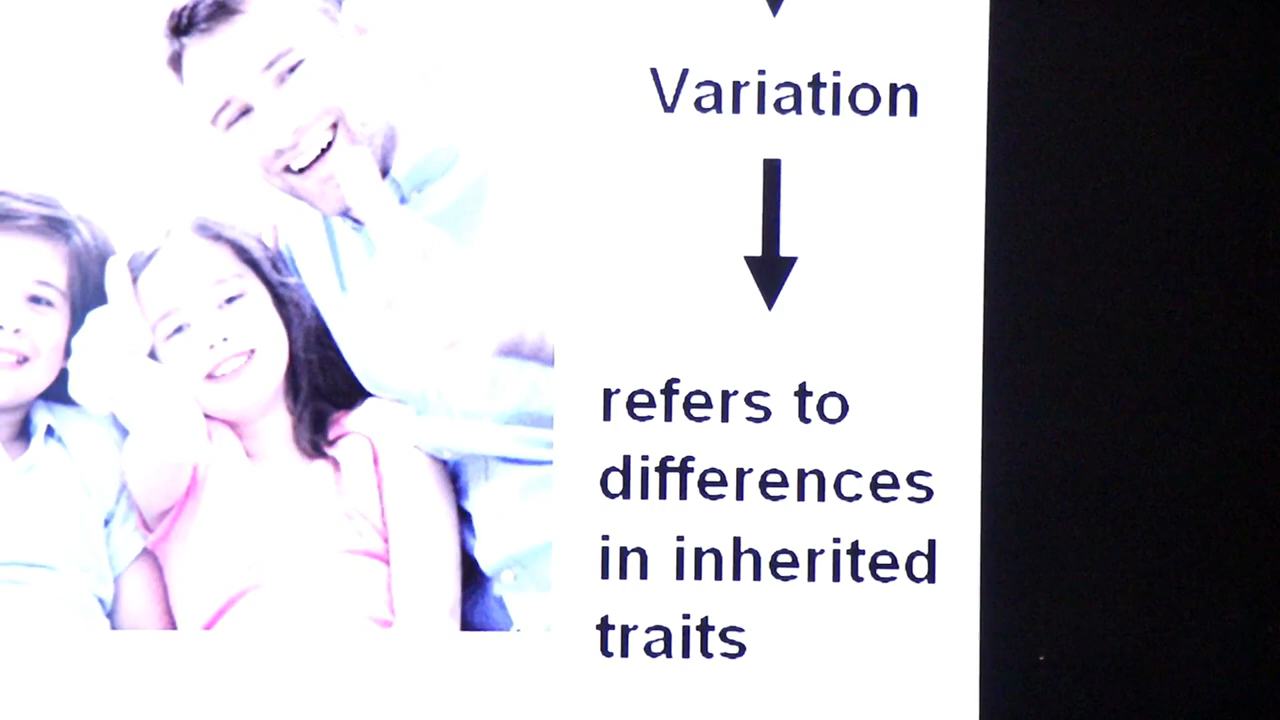 Variation
refers to
differences
in inherited
traits